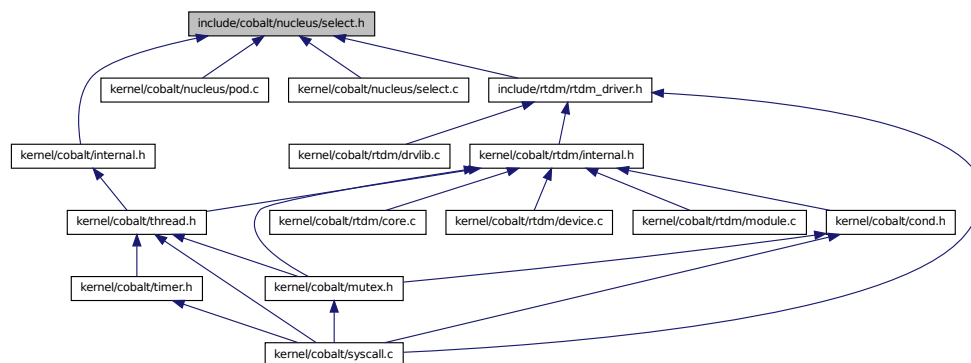 include/cobalt/nucleus/select.h
kernel/cobalt/nucleus/pod.c
kernel/cobalt/nucleus/select.c
include/rtdm/rtdm_driver.h
kernel/cobalt/internal.h
kernel/cobalt/rtdm/drvlib.c
kernel/cobalt/rtdm/internal.h
kernel/cobalt/thread.h
kernel/cobalt/rtdm/core.c
kernel/cobalt/rtdm/device.c
kernel/cobalt/rtdm/module.c
kernel/cobalt/cond.h
kernel/cobalt/timer.h
kernel/cobalt/mutex.h
kernel/cobalt/syscall.c